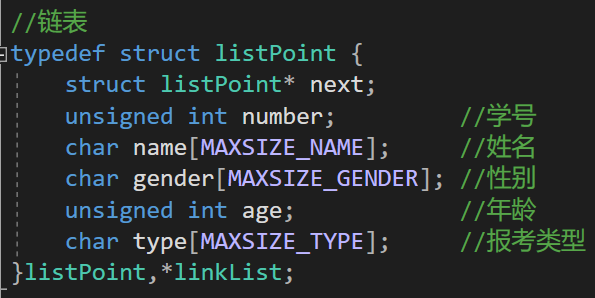 //链表
typedef struct listPoint {
struct listPoint* next;
unsigned int number; //学号
char name[MAXSIZE_NAME]; //姓名
char gender[MAXSIZE_GENDER]; //性别
unsigned int age; //年龄
char type[MAXSIZE_TYPE]; //报考类型
}listPoint,*linkList;